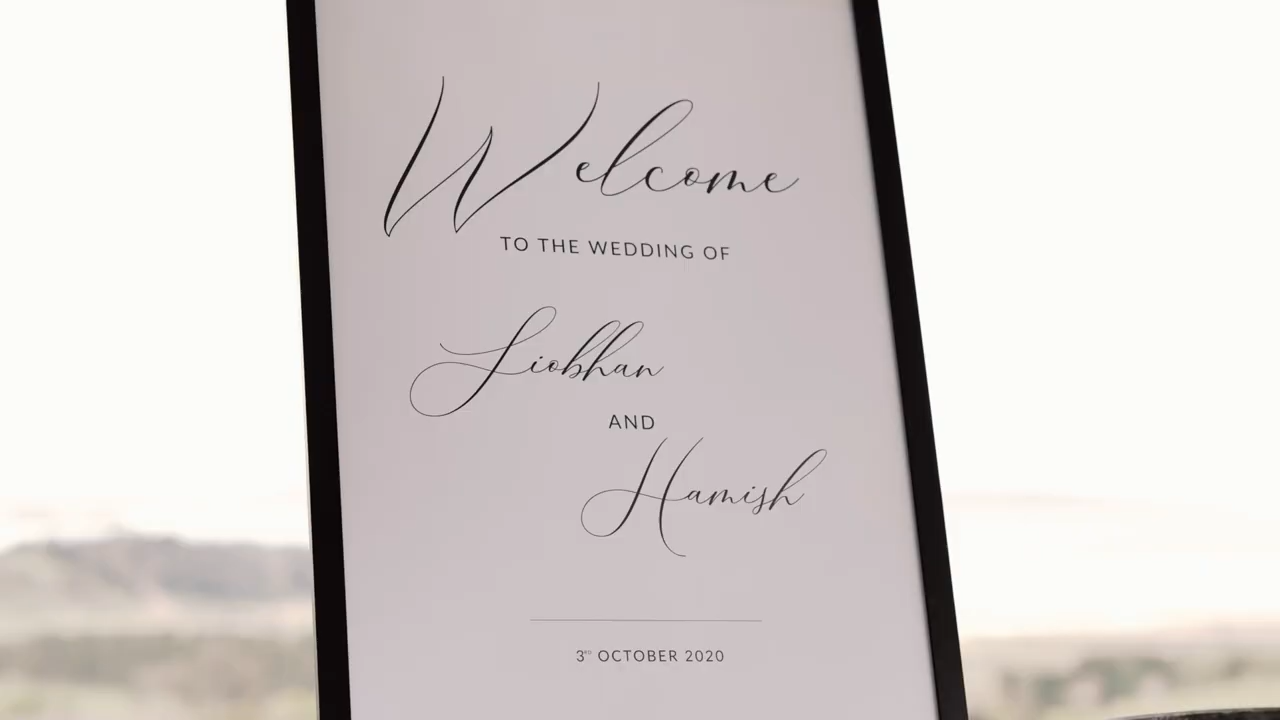 Welcome
TO THE WEDDING OF
Siobhan
AND
Hamish
3RD OCTOBER 2020